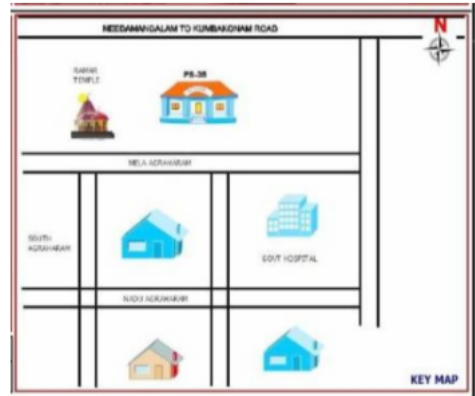 NEEDAMANGALAM TO KUMBAKONAM ROAD
N
RAMAR
TEMPLE
PS-35
MELA AGRAHARAM
SOUTH
AGRAHARAM
GOVT HOSPITAL
NADU AGRAHARAM
KEY MAP